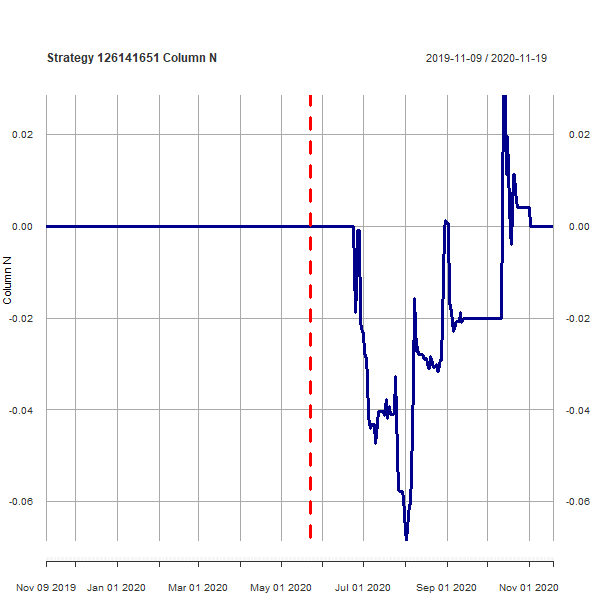 Strategy 126141651 Column N
2019-11-09 / 2020-11-19
0.02
0.02
0.00
0.00
-0.02
-0.02
-0.04
-0.04
-0.06
-0.06
Column N
Nov 09 2019
Jan 01 2020
Mar 01 2020
May 01 2020
Jul 01 2020
Sep 01 2020
Nov 01 2020